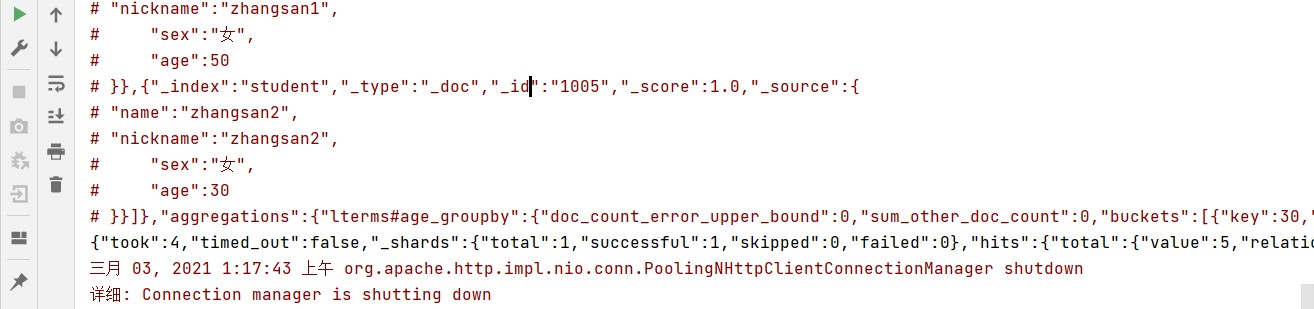 # "nickname":"zhangsan1",
#     "sex":"女",
#     "age":50
# }},{"_index":"student","_type":"_doc","_id":"1005","_score":1.0,"_source":{
# "name":"zhangsan2",
# "nickname":"zhangsan2",
#     "sex":"女",
#     "age":30
# }}]},"aggregations":{"lterms#age_groupby":{"doc_count_error_upper_bound":0,"sum_other_doc_count":0,"buckets":[{"key":30,"
{"took":4,"timed_out":false,"_shards":{"total":1,"successful":1,"skipped":0,"failed":0},"hits":{"total":{"value":5,"relatio
三月 03, 2021 1:17:43 上午 org.apache.http.impl.nio.conn.PoolingNHttpClientConnectionManager shutdown
详细: Connection manager is shutting down